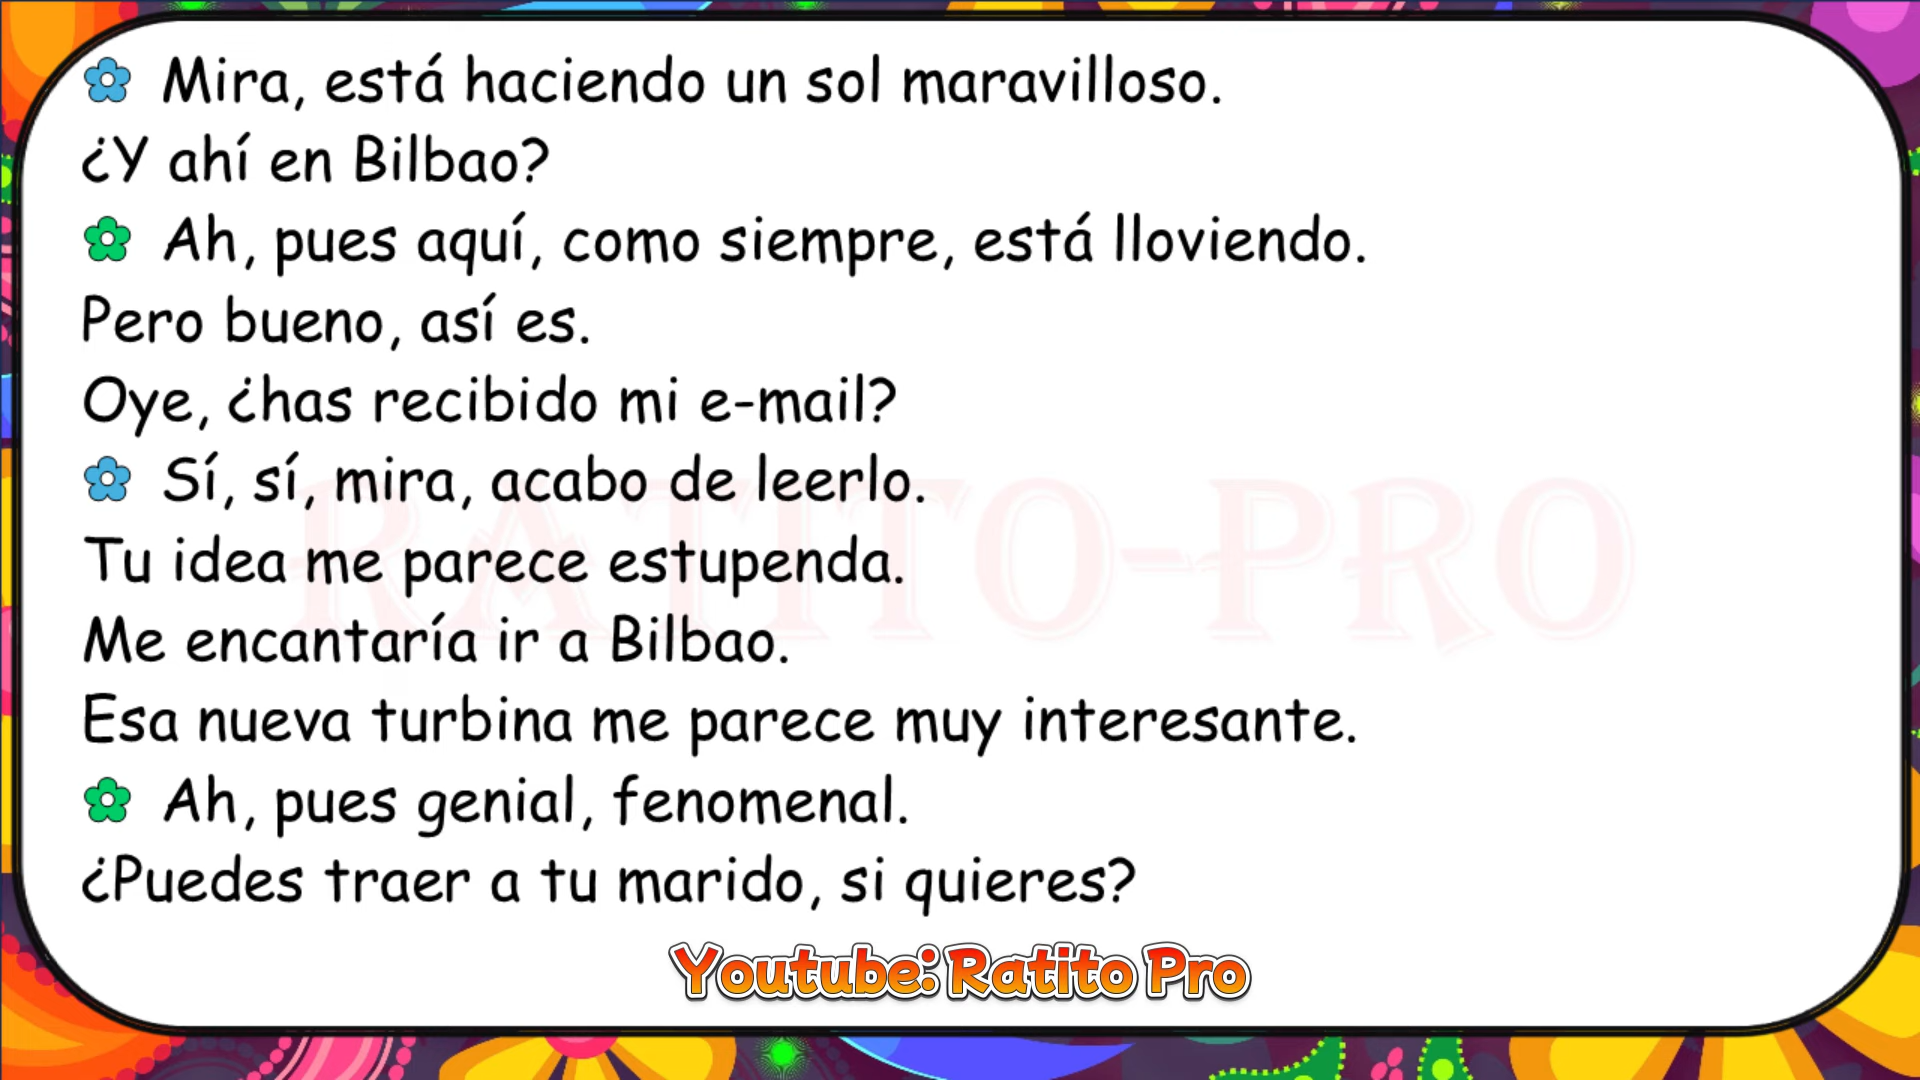 Mira, está haciendo un sol maravilloso.
¿Y ahí en Bilbao?
Ah, pues aquí, como siempre, está lloviendo.
Pero bueno, así es.
Oye, ¿has recibido mi e-mail?
Sí, sí, mira, acabo de leerlo.
Tu idea me parece estupenda.
Me encantaría ir a Bilbao.
Esa nueva turbina me parece muy interesante.
Ah, pues genial, fenomenal.
¿Puedes traer a tu marido, si quieres?
RATITO-PRO
Youtube: Ratito Pro